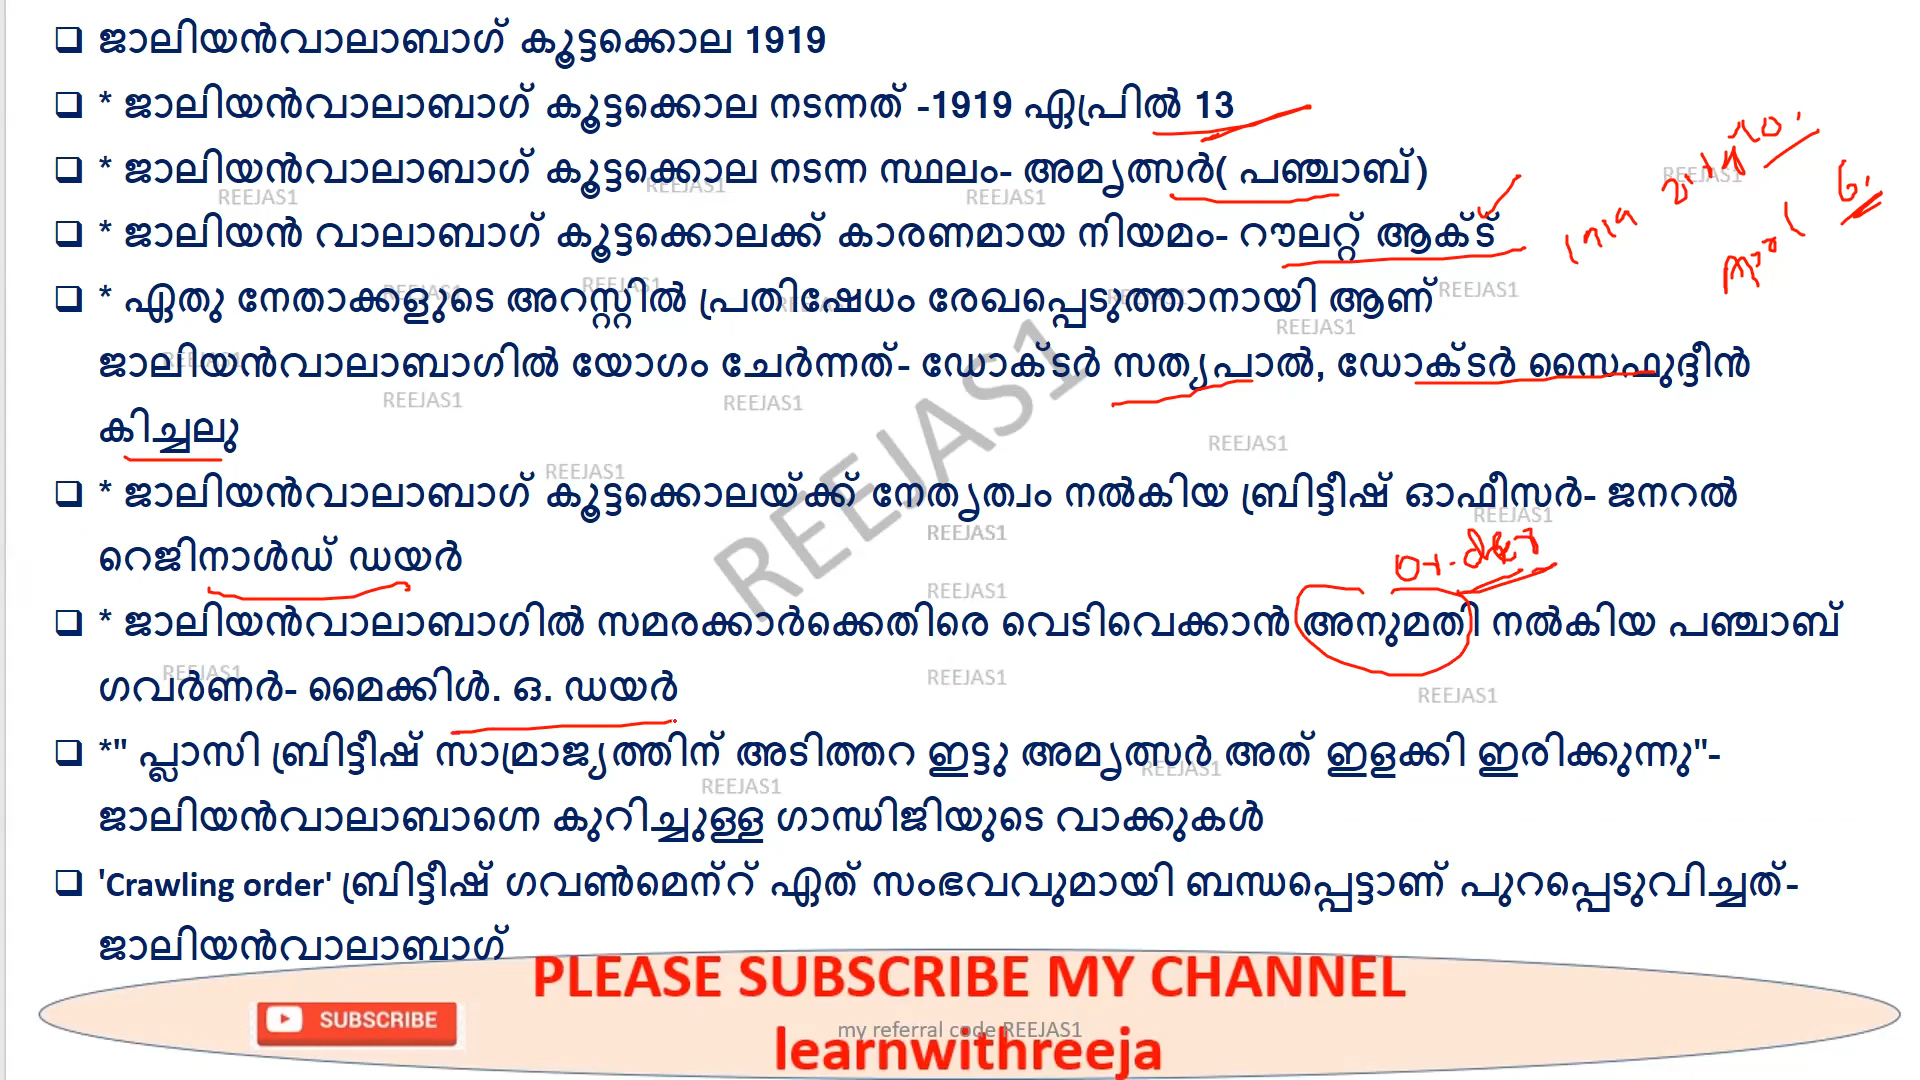 ജാലിയൻവാലാബാഗ് കൂട്ടക്കൊല 1919
* ജാലിയൻവാലാബാഗ് കൂട്ടക്കൊല നടന്നത് -1919 ഏപ്രിൽ 13
* ജാലിയൻവാലാബാഗ് കൂട്ടക്കൊല നടന്ന സ്ഥലം- അമൃത്സർ( പഞ്ചാബ്)
* ജാലിയൻ വാലാബാഗ് കൂട്ടക്കൊലക്ക് കാരണമായ നിയമം- റൗലറ്റ് ആക്ട്
* ഏതു നേതാക്കളുടെ അറസ്റ്റിൽ പ്രതിഷേധം രേഖപ്പെടുത്താനായി ആണ്
ജാലിയൻവാലാബാഗിൽ യോഗം ചേർന്നത്- ഡോക്ടർ സത്യപാൽ, ഡോക്ടർ സൈഫുദ്ദീൻ
കിച്ചലു
* ജാലിയൻവാലാബാഗ് കൂട്ടക്കൊലയ്ക്ക് നേതൃത്വം നൽകിയ ബ്രിട്ടീഷ് ഓഫീസർ- ജനറൽ
റെജിനാൾഡ് ഡയർ
* ജാലിയൻവാലാബാഗിൽ സമരക്കാർക്കെതിരെ വെടിവെക്കാൻ അനുമതി നൽകിയ പഞ്ചാബ്
ഗവർണർ- മൈക്കിൾ. ഒ. ഡയർ
*" പ്ലാസി ബ്രിട്ടീഷ് സാമ്രാജ്യത്തിന് അടിത്തറ ഇട്ടു അമൃത്സർ അത് ഇളക്കി ഇരിക്കുന്നു"-
ജാലിയൻവാലാബാഗ്നെ കുറിച്ചുള്ള ഗാന്ധിജിയുടെ വാക്കുകൾ
'Crawling order' ബ്രിട്ടീഷ് ഗവൺമെന്റ് ഏത് സംഭവവുമായി ബന്ധപ്പെട്ടാണ് പുറപ്പെടുവിച്ചത്-
ജാലിയൻവാലാബാഗ്
REEJAS1
PLEASE SUBSCRIBE MY CHANNEL
SUBSCRIBE
my referral code REEJAS1
learnwithreeja